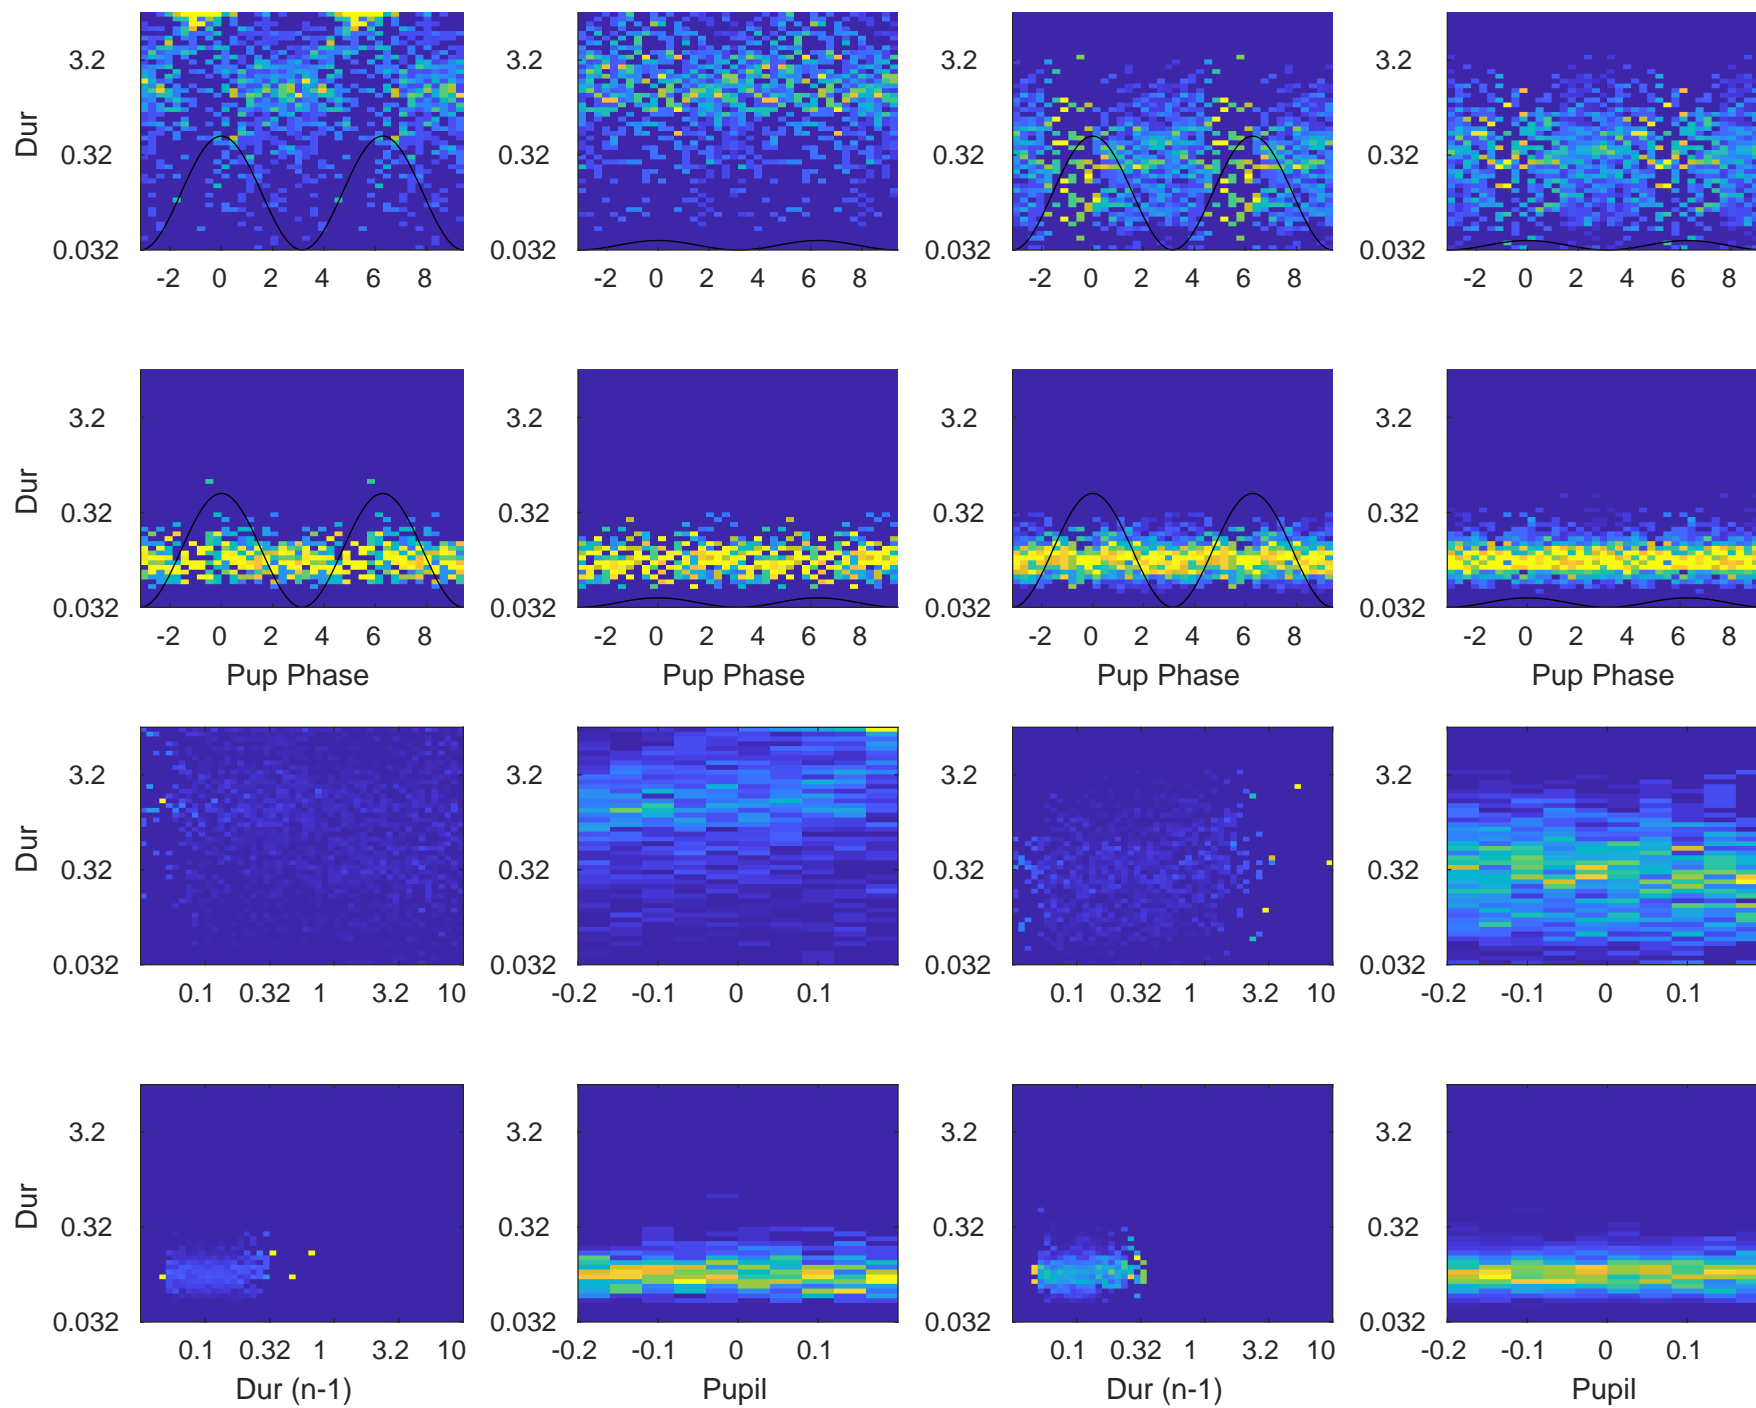 3.2 3.2 3.2 3.2
Dur
0.32 0.32 0.32 0.32
0.032 0.032 0.032 0.032
-2 0 2 4 6 8 -2 0 2 4 6 8 -2 0 2 4 6 8 -2 0 2 4 6 8
3.2 3.2 3.2 3.2
Dur
0.32 0.32 0.32 0.32
0.032 0.032 0.032 0.032
-2 0 2 4 6 8 -2 0 2 4 6 8 -2 0 2 4 6 8 -2 0 2 4 6 8
Pup Phase Pup Phase Pup Phase Pup Phase
3.2 3.2 3.2 3.2
Dur
0.32 0.32 0.32 0.32
0.032 0.032 0.032 0.032
0.1 0.32 1 3.2 10 -0.2 -0.1 0 0.1 0.1 0.32 1 3.2 10 -0.2 -0.1 0 0.1
3.2 3.2 3.2 3.2
Dur
0.32 0.32 0.32 0.32
0.032 0.032 0.032 0.032
0.1 0.32 1 3.2 10 -0.2 -0.1 0 0.1 0.1 0.32 1 3.2 10 -0.2 -0.1 0 0.1
Dur (n-1) Pupil Dur (n-1) Pupil